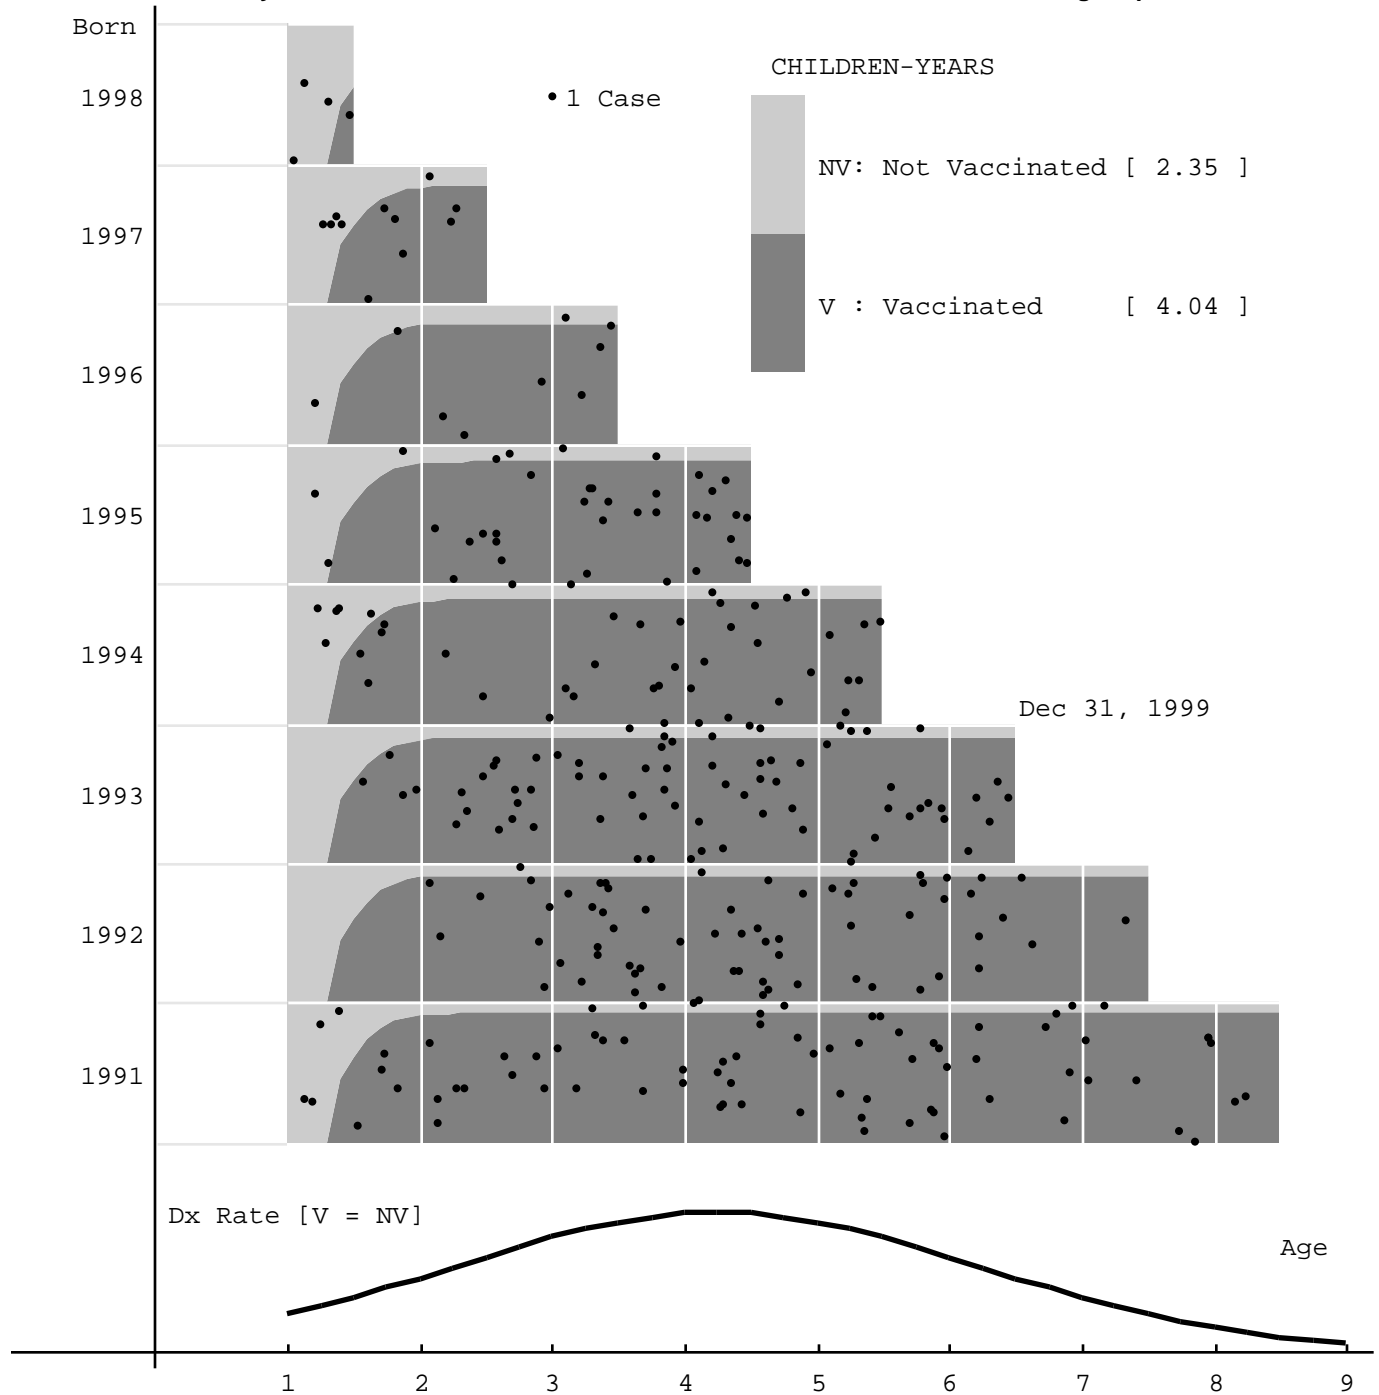 Born
CHILDREN-YEARS
1998
1 Case
NV: Not Vaccinated [ 2.35 ]
1997
V : Vaccinated [ 4.04 ]
1996
1995
1994
Dec 31, 1999
1993
1992
1991
Dx Rate [V = NV]
Age
1 2 3 4 5 6 7 8 9